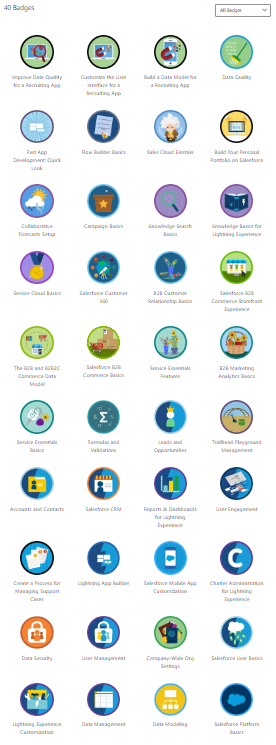 40 Badges
All Badges
Improve Data Quality
for a Recruiting App
Customize the User
Interface for a
Recruiting App
Build a Data Model for
a Recruiting App
Data Quality
Fast App
Development: Quick
Look
Flow Builder Basics
Sales Cloud Einstein
Build Your Personal
Portfolio on Salesforce
Collaborative
Forecasts Setup
Campaign Basics
Knowledge Search
Basics
Knowledge Basics for
Lightning Experience
Service Cloud Basics
Salesforce Customer
360
B2B Customer
Relationship Basics
Salesforce B2B
Commerce Storefront
Experience
The B2B and B2B2C
Commerce Data
Model
Salesforce B2B
Commerce Basics
Service Essentials
Features
B2B Marketing
Analytics Basics
Service Essentials
Basics
Formulas and
Validations
Leads and
Opportunities
Trailhead Playground
Management
Accounts and Contacts
Salesforce CRM
Reports & Dashboards
for Lightning
Experience
User Engagement
Create a Process for
Managing Support
Cases
Lightning App Builder
Salesforce Mobile App
Customization
Chatter Administration
for Lightning
Experience
Data Security
User Management
Company-Wide Org
Settings
Salesforce User Basics
Lightning Experience
Customization
Data Management
Data Modeling
Salesforce Platform
Basics